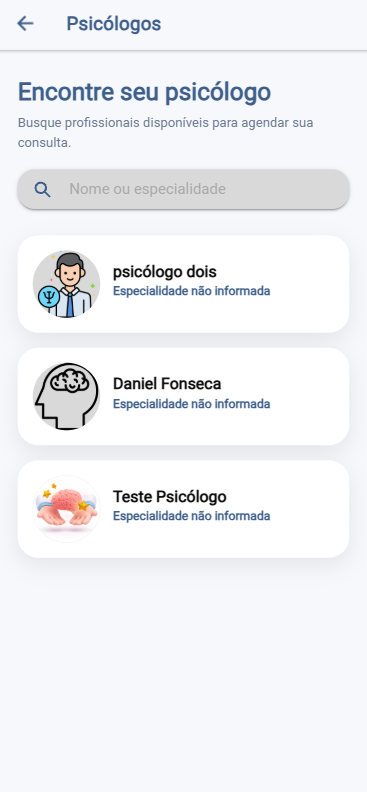 Psicólogos
Encontre seu psicólogo
Busque profissionais disponíveis para agendar sua
consulta.
Nome ou especialidade
psicólogo dois
Especialidade não informada
Ψ
Daniel Fonseca
Especialidade não informada
Teste Psicólogo
Especialidade não informada